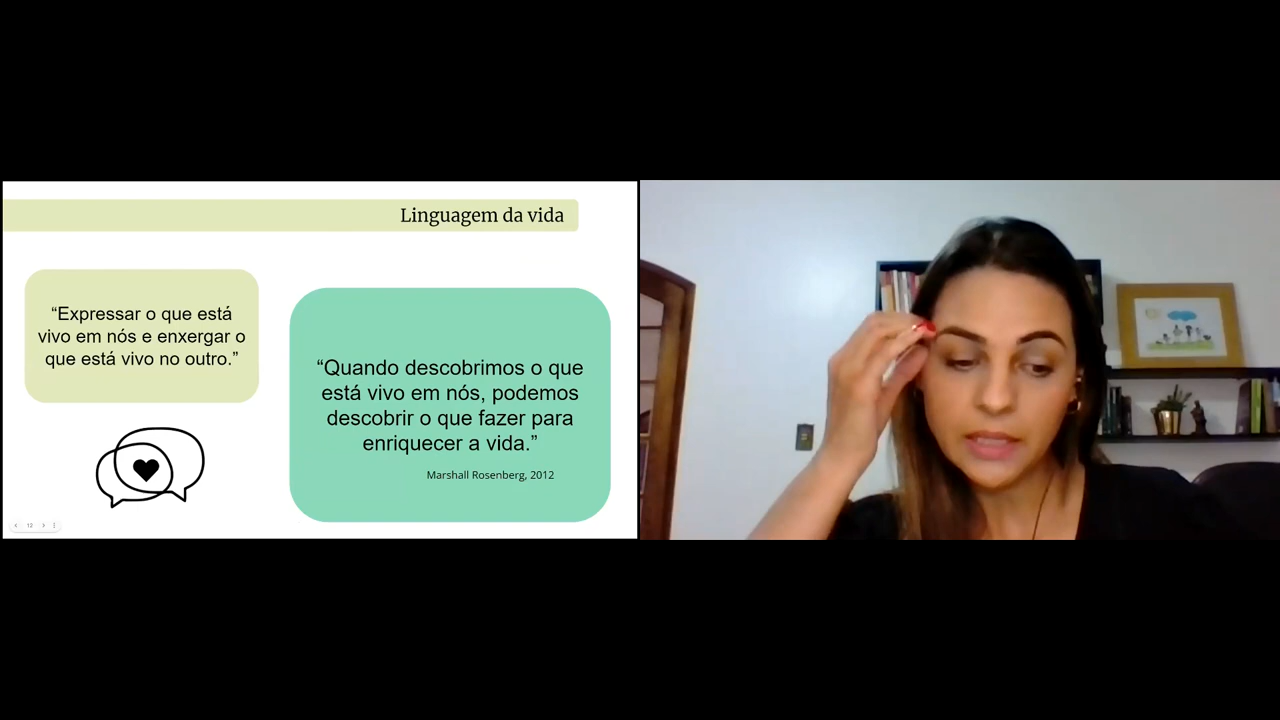 Linguagem da vida
“Expressar o que está
vivo em nós e enxergar o
que está vivo no outro.”
“Quando descobrimos o que
está vivo em nós, podemos
descobrir o que fazer para
enriquecer a vida.”
Marshall Rosenberg, 2012
12